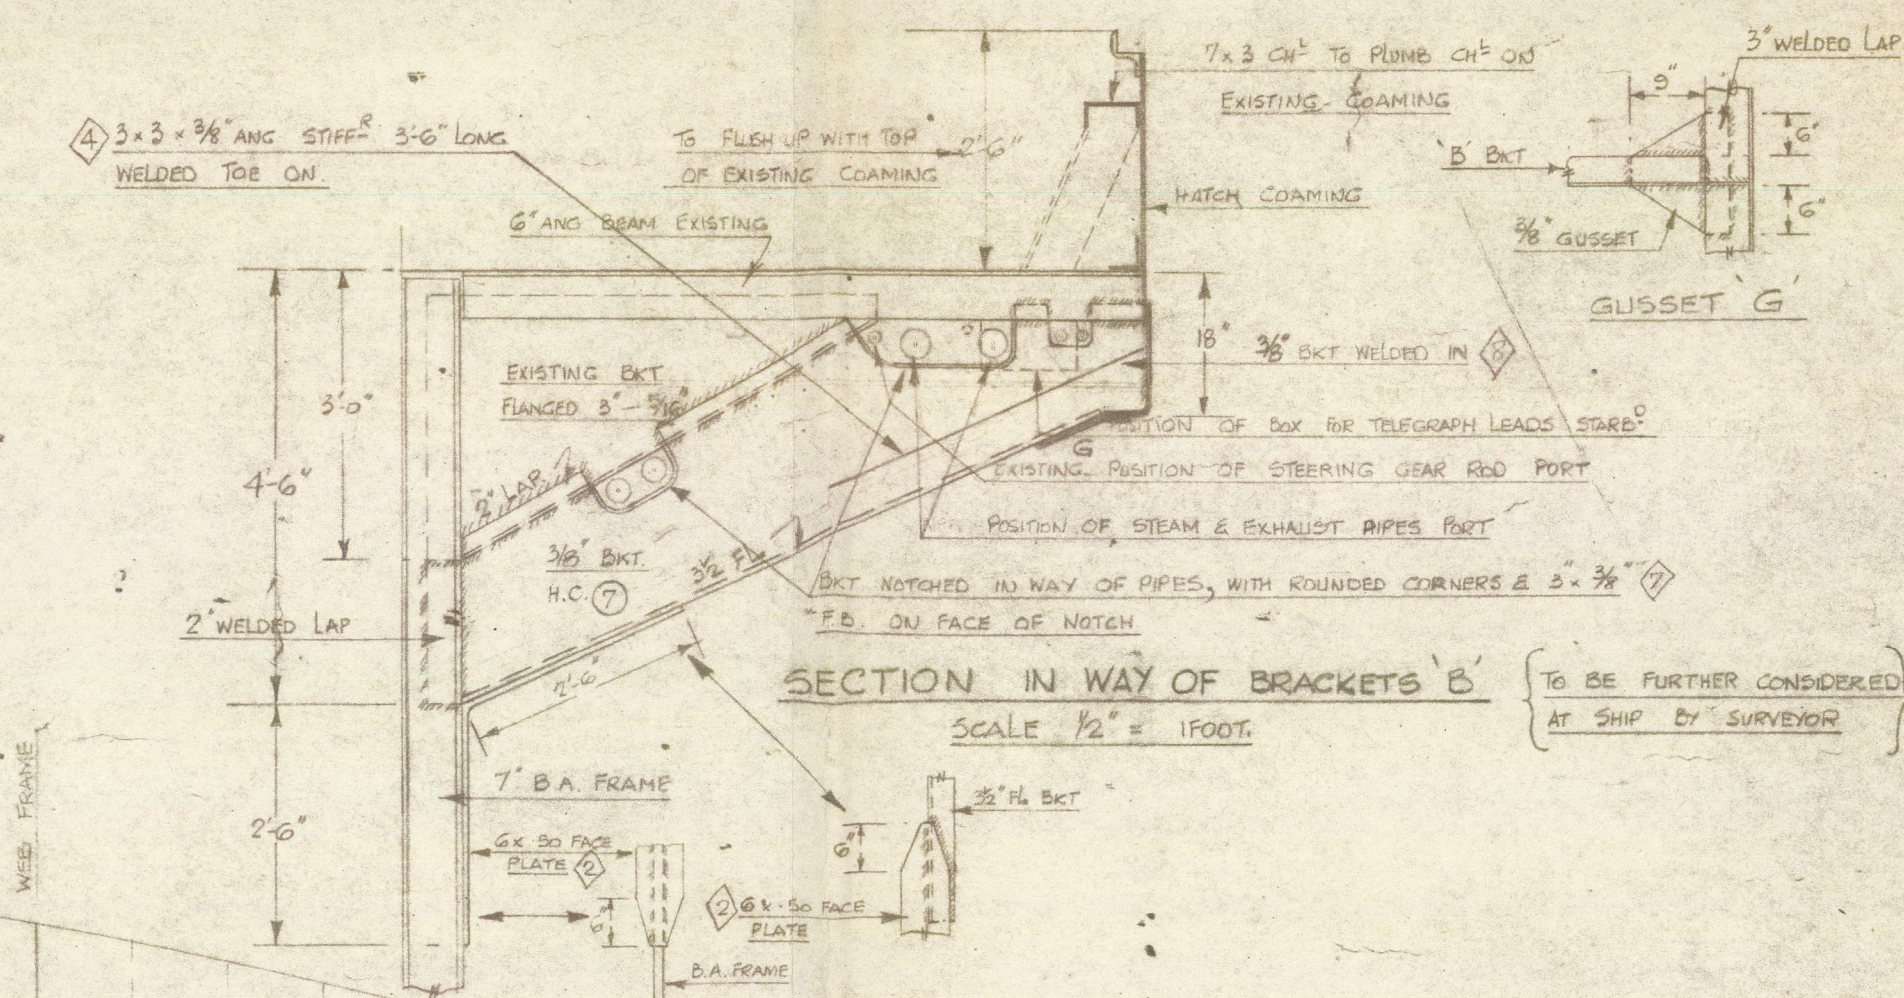 7 x 3 CHL TO PLUMB CHL ON
EXISTING COAMING
3" WELDED LAP
9"
6"
'B' BKT
6"
3/8" GUSSET
GUSSET 'G'
4 3 x 3 x 3/8" ANG STIFFR 3'-6" LONG
WELDED TOE ON.
TO FLUSH UP WITH TOP
OF EXISTING COAMING
2'-6"
HATCH COAMING
6" ANG BEAM EXISTING
18"
3/8" BKT WELDED IN 8
EXISTING BKT
FLANGED 3" - 5/16"
3'-0"
POSITION OF BOX FOR TELEGRAPH LEADS STARBD
G
EXISTING POSITION OF STEERING GEAR ROD PORT
4'-6"
2" LAP
POSITION OF STEAM & EXHAUST PIPES PORT
3/8" BKT.
H.C. 7
3 1/2 F
BKT NOTCHED IN WAY OF PIPES, WITH ROUNDED CORNERS & 3" x 3/8" 7
F.B. ON FACE OF NOTCH
2" WELDED LAP
2'-6"
SECTION IN WAY OF BRACKETS 'B'
SCALE 1/2" = 1FOOT.
TO BE FURTHER CONSIDERED
AT SHIP BY SURVEYOR
WEB FRAME
7" B.A. FRAME
2'-6"
3 1/2" FL. BKT
6"
6 x .50 FACE
PLATE 2
6"
2 6 x .50 FACE
PLATE
B.A. FRAME